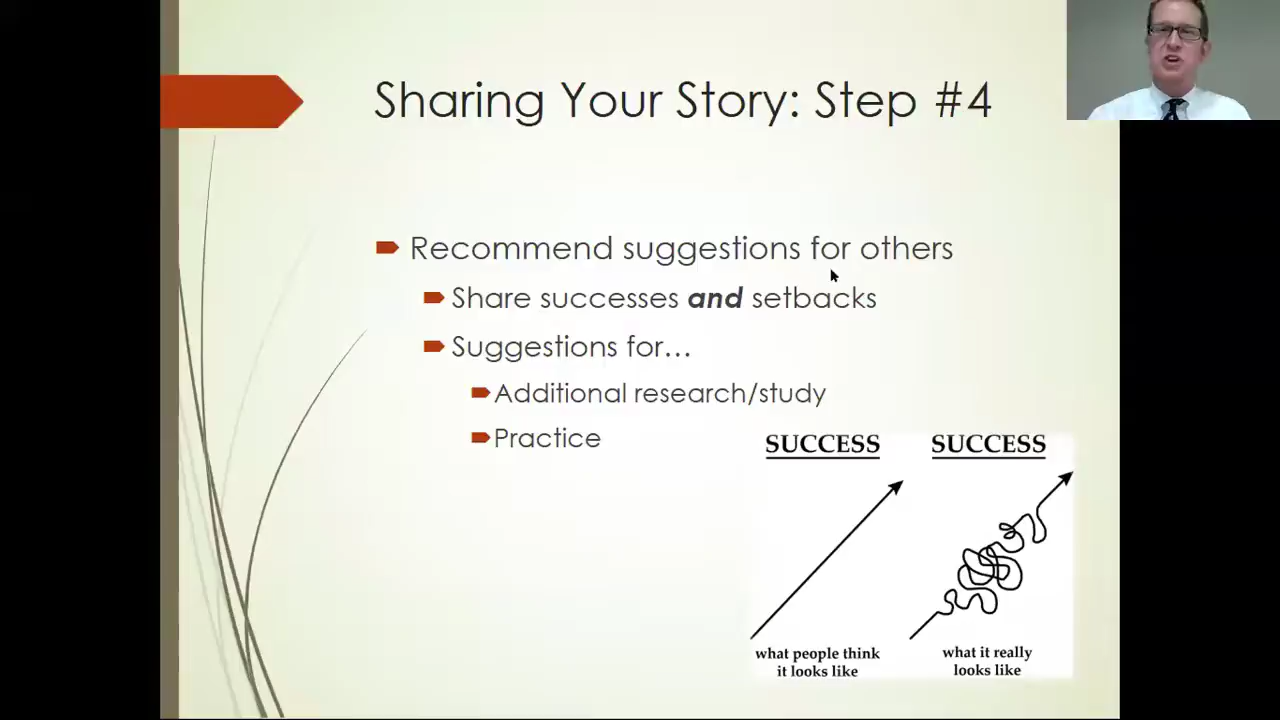 Sharing Your Story: Step #4
Recommend suggestions for others
Share successes and setbacks
Suggestions for…
Additional research/study
Practice
SUCCESS
what people think
it looks like
SUCCESS
what it really
looks like